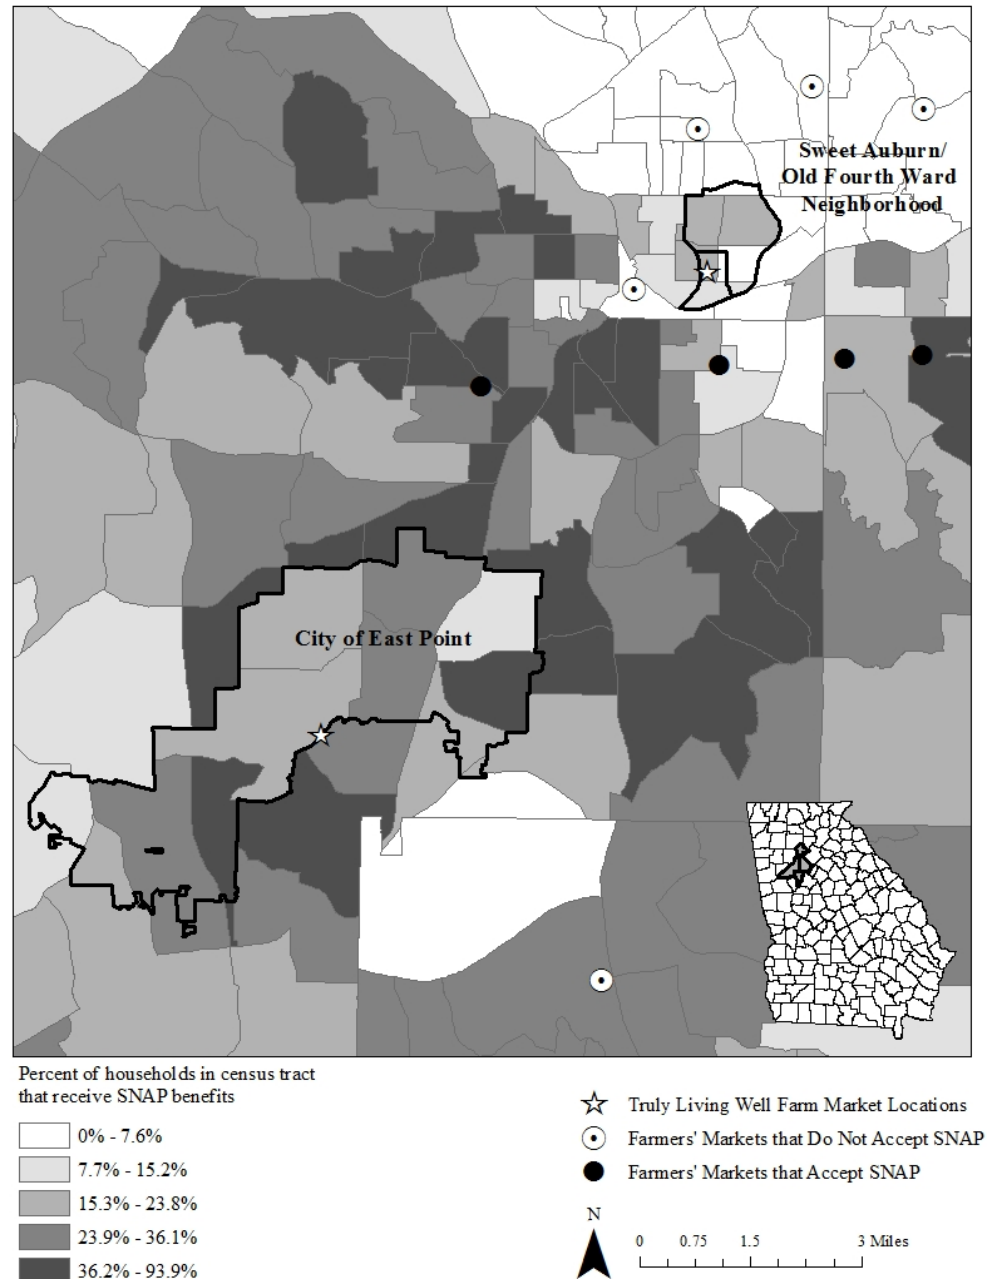 Sweet Auburn/
Old Fourth Ward
Neighborhood
City of East Point
Percent of households in census tract
that receive SNAP benefits
0% - 7.6%
7.7% - 15.2%
15.3% - 23.8%
23.9% - 36.1%
36.2% - 93.9%
Truly Living Well Farm Market Locations
Farmers' Markets that Do Not Accept SNAP
Farmers' Markets that Accept SNAP
N
0 0.75 1.5 3 Miles